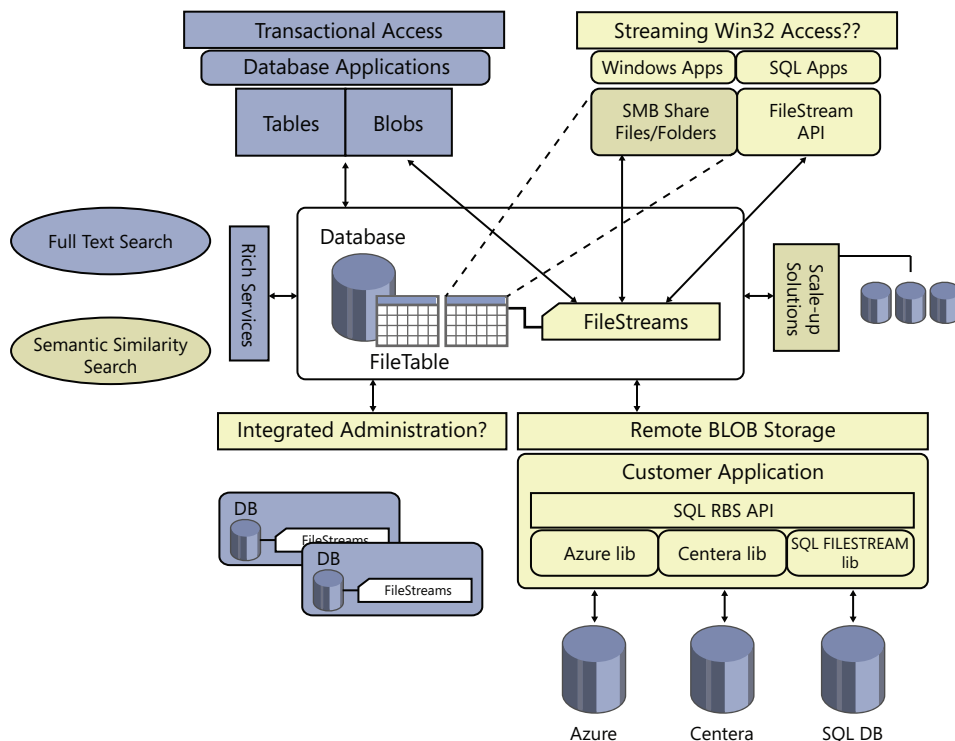 Transactional Access
Streaming Win32 Access??
Database Applications
Windows Apps
SQL Apps
Tables
Blobs
SMB Share
Files/Folders
FileStream
API
Full Text Search
Semantic Similarity
Search
Rich Services
Database
FileTable
FileStreams
Scale-up
Solutions
Integrated Administration?
Remote BLOB Storage
Customer Application
SQL RBS API
Azure lib
Centera lib
SQL FILESTREAM
lib
DB
FileStreams
DB
FileStreams
Azure
Centera
SQL DB